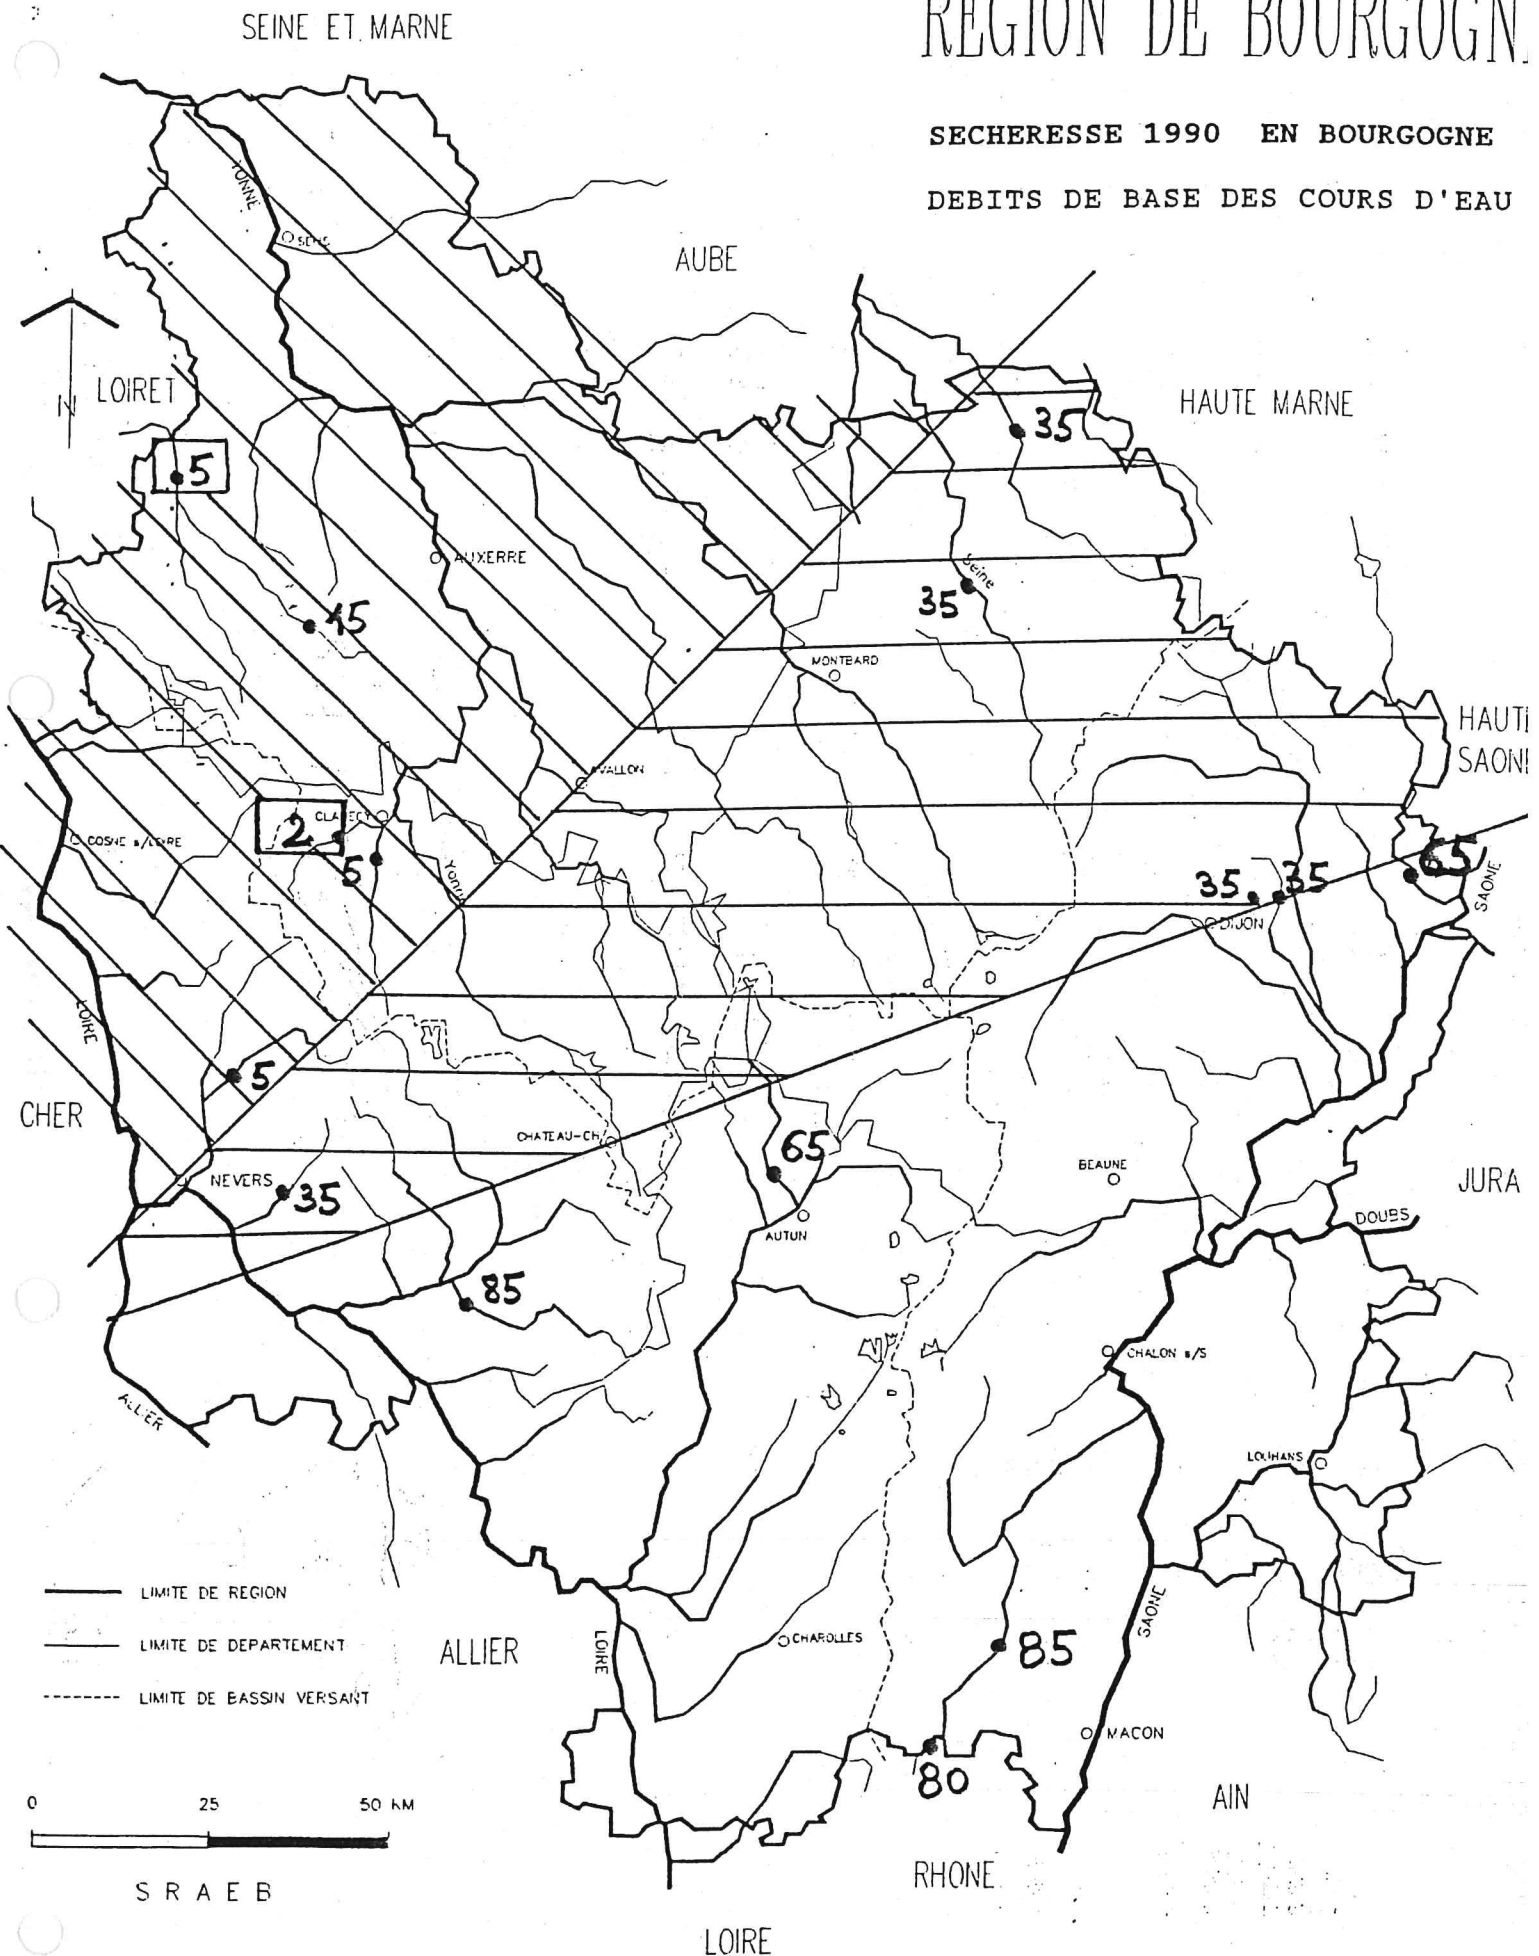 SEINE ET MARNE
REGION DE BOURGOGN
SECHERESSE 1990 EN BOURGOGNE
DEBITS DE BASE DES COURS D'EAU
YONNE
SENS
AUBE
N
LOIRET
HAUTE MARNE
35
5
AUXERRE
Seine
35
15
MONTBARD
HAUTE
SAONE
AVALLON
2
CLAMECY
COSNE s/LOIRE
5
Yonne
35
35
65
SAONE
DIJON
LOIRE
5
CHER
CHATEAU-CH
65
BEAUNE
JURA
NEVERS
35
DOUBS
AUTUN
85
CHALON s/S
ALLIER
LOUHANS
LIMITE DE REGION
LIMITE DE DEPARTEMENT
LIMITE DE BASSIN VERSANT
ALLIER
LOIRE
CHAROLLES
SAONE
85
MACON
80
AIN
0 25 50 KM
S R A E B
RHONE
LOIRE